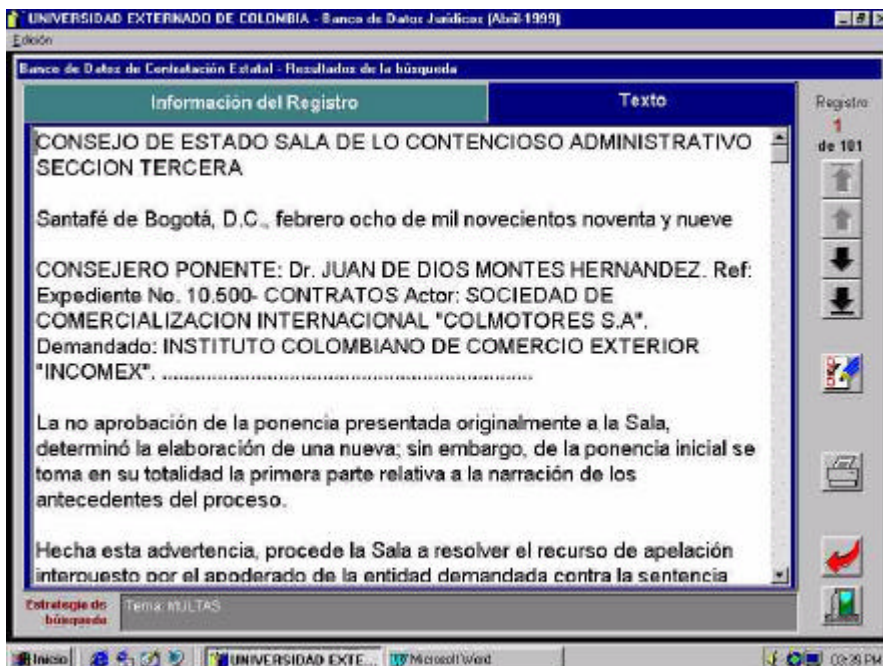 UNIVERSIDAD EXTERNADO DE COLOMBIA - Banco de Datos Jurídicos (Abril-1999)
Edición
Banco de Datos de Contratación Estatal - Resultados de la búsqueda
Información del Registro
Texto
Registro
1
de 101
CONSEJO DE ESTADO SALA DE LO CONTENCIOSO ADMINISTRATIVO
SECCION TERCERA
Santafé de Bogotá, D.C., febrero ocho de mil novecientos noventa y nueve
CONSEJERO PONENTE: Dr. JUAN DE DIOS MONTES HERNANDEZ. Ref:
Expediente No. 10.500- CONTRATOS Actor: SOCIEDAD DE
COMERCIALIZACION INTERNACIONAL "COLMOTORES S.A".
Demandado: INSTITUTO COLOMBIANO DE COMERCIO EXTERIOR
"INCOMEX". ................................................................
La no aprobación de la ponencia presentada originalmente a la Sala,
determinó la elaboración de una nueva; sin embargo, de la ponencia inicial se
toma en su totalidad la primera parte relativa a la narración de los
antecedentes del proceso.
Hecha esta advertencia, procede la Sala a resolver el recurso de apelación
interpuesto por el apoderado de la entidad demandada contra la sentencia
Estrategia de
búsqueda
Tema: MULTAS
Inicio
UNIVERSIDAD EXTE...
Microsoft Word
03:39 PM